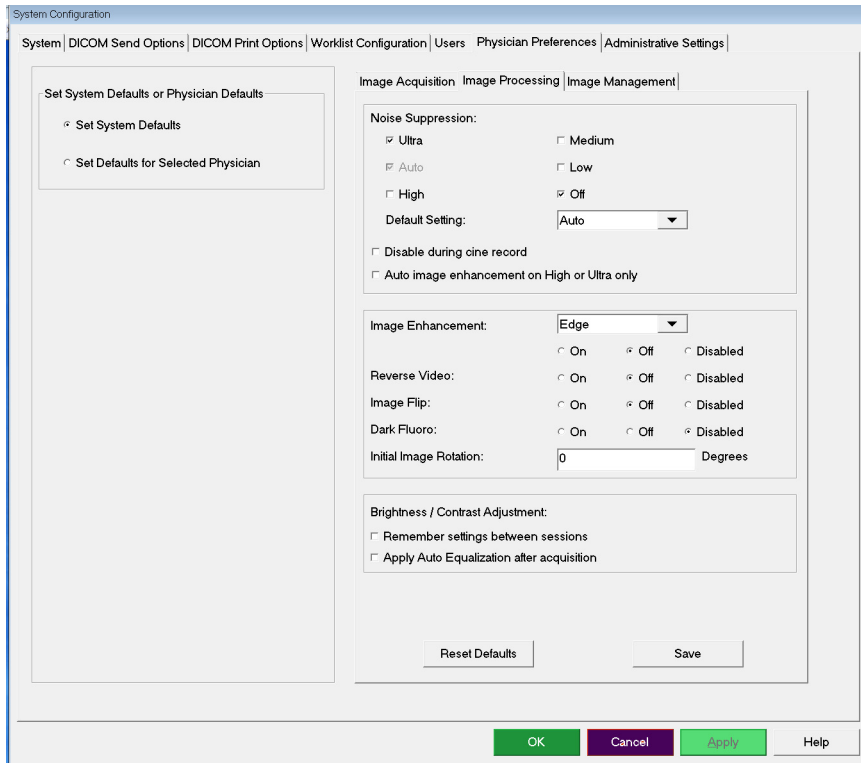 System Configuration
System DICOM Send Options DICOM Print Options Worklist Configuration Users Physician Preferences Administrative Settings
Set System Defaults or Physician Defaults
Set System Defaults
Set Defaults for Selected Physician
Image Acquisition Image Processing Image Management
Noise Suppression:
Ultra Medium
Auto Low
High Off
Default Setting: Auto
Disable during cine record
Auto image enhancement on High or Ultra only
Image Enhancement: Edge
On Off Disabled
Reverse Video: On Off Disabled
Image Flip: On Off Disabled
Dark Fluoro: On Off Disabled
Initial Image Rotation: 0 Degrees
Brightness / Contrast Adjustment:
Remember settings between sessions
Apply Auto Equalization after acquisition
Reset Defaults Save
OK Cancel Apply Help